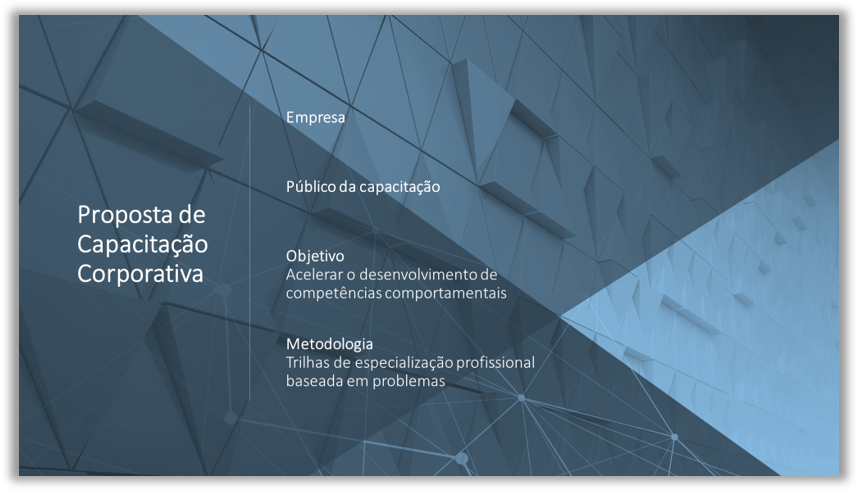 Proposta de
Capacitação
Corporativa
Empresa
Público da capacitação
Objetivo
Acelerar o desenvolvimento de
competências comportamentais
Metodologia
Trilhas de especialização profissional
baseada em problemas